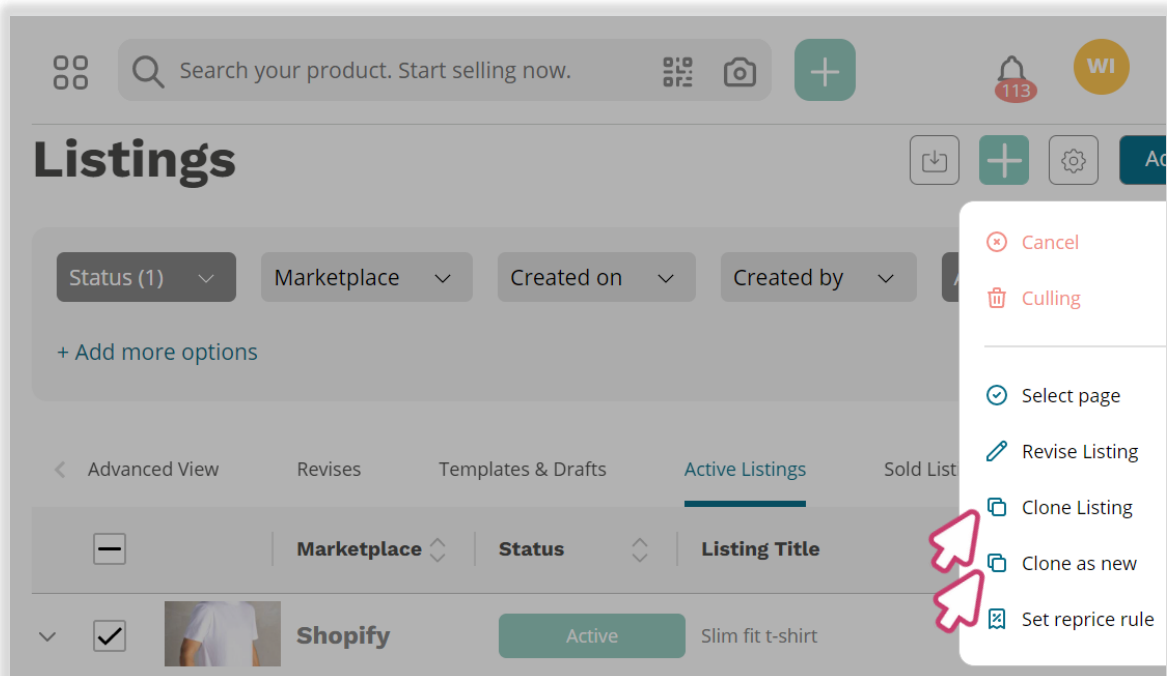 Search your product. Start selling now.
113
WI
Listings
Status (1)
Marketplace
Created on
Created by
+ Add more options
Cancel
Culling
Select page
Revise Listing
Clone Listing
Clone as new
Set reprice rule
Advanced View
Revises
Templates & Drafts
Active Listings
Sold List
Marketplace
Status
Listing Title
Shopify
Active
Slim fit t-shirt